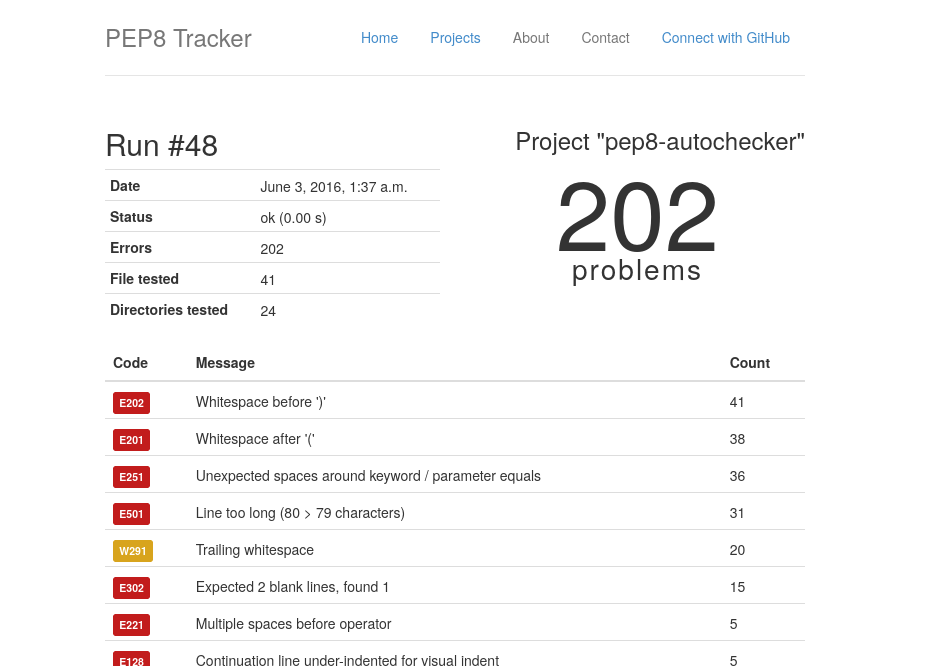 PEP8 Tracker
Home Projects About Contact Connect with GitHub
Run #48
Date June 3, 2016, 1:37 a.m.
Status ok (0.00 s)
Errors 202
File tested 41
Directories tested 24
Project "pep8-autochecker"
202
problems
Code Message Count
E202 Whitespace before ')' 41
E201 Whitespace after '(' 38
E251 Unexpected spaces around keyword / parameter equals 36
E501 Line too long (80 > 79 characters) 31
W291 Trailing whitespace 20
E302 Expected 2 blank lines, found 1 15
E221 Multiple spaces before operator 5
E128 Continuation line under-indented for visual indent 5